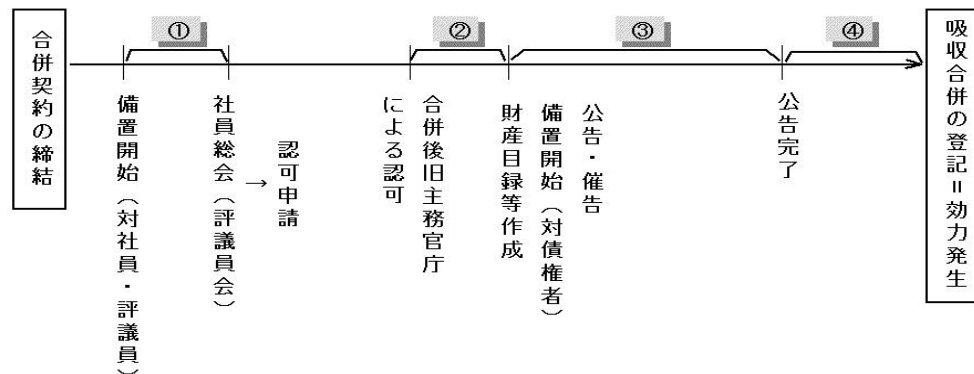 合併契約の締結
①
②
③
④
備置開始（対社員・評議員）
社員総会（評議員会）
→
認可申請
合併後旧主務官庁
による認可
財産目録等作成
備置開始（対債権者）
公告・催告
公告完了
吸収合併の登記＝効力発生